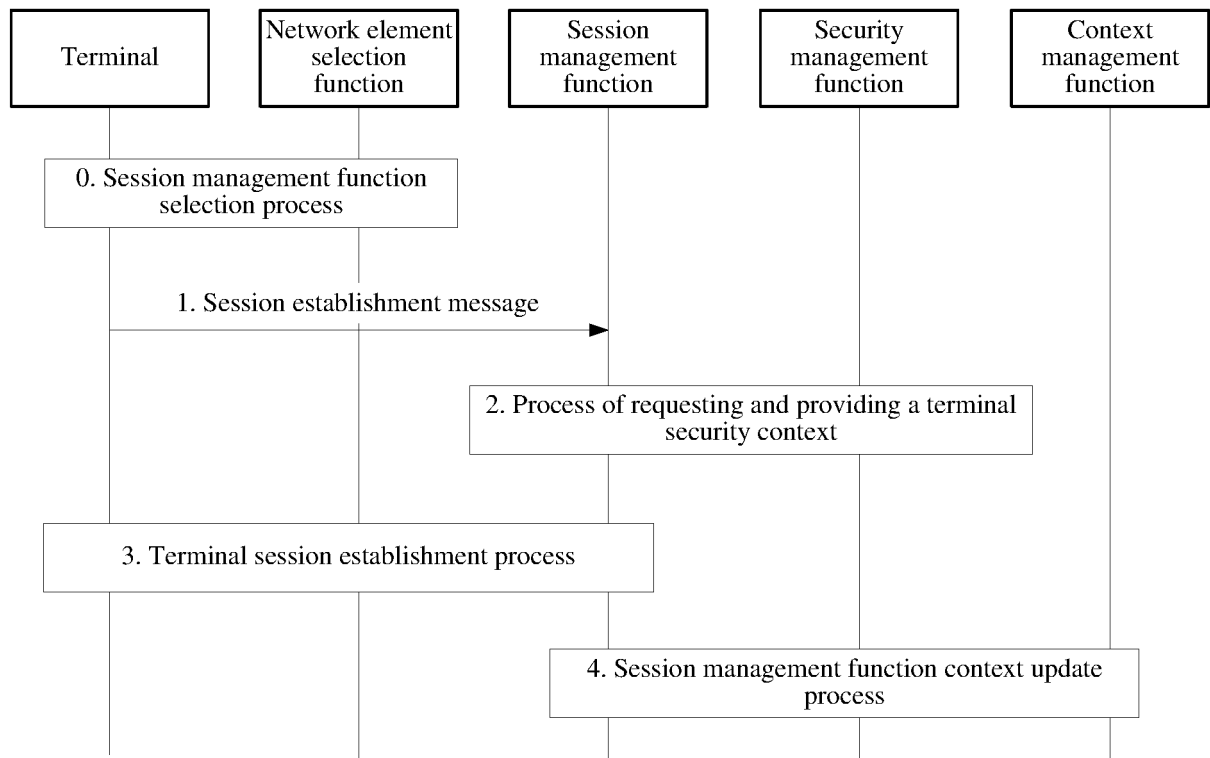 Terminal
Network element
selection
function
Session
management
function
Security
management
function
Context
management
function
0. Session management function
selection process
1. Session establishment message
2. Process of requesting and providing a terminal
security context
3. Terminal session establishment process
4. Session management function context update
process